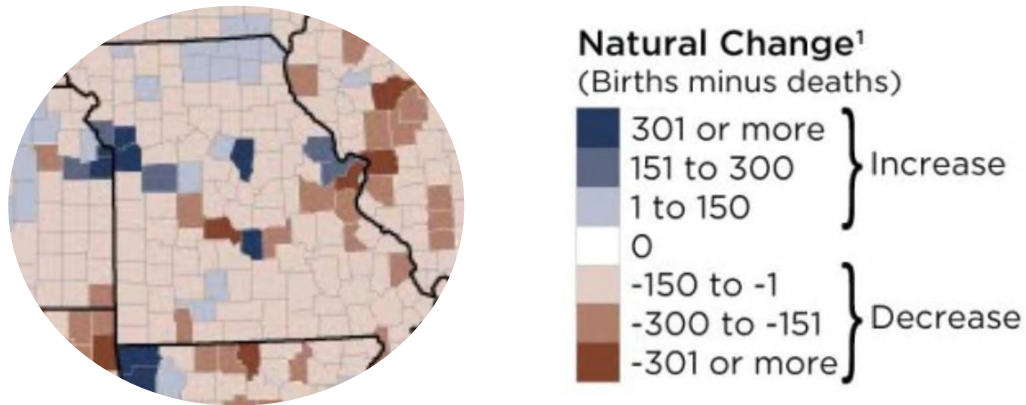 Natural Change¹
(Births minus deaths)
301 or more
151 to 300
Increase
1 to 150
0
-150 to -1
-300 to -151
Decrease
-301 or more